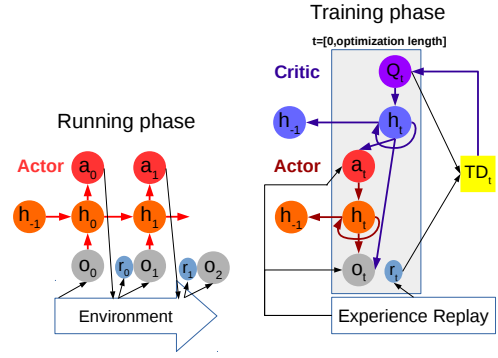 Training phase
t=[0,optimization length]
Critic
Q_t
h_-1
h_t
Running phase
Actor
a_0
a_1
Actor
a_t
TD_t
h_-1
h_0
h_1
h_-1
h_t
o_0
r_0
o_1
r_1
o_2
o_t
r_t
Environment
Experience Replay